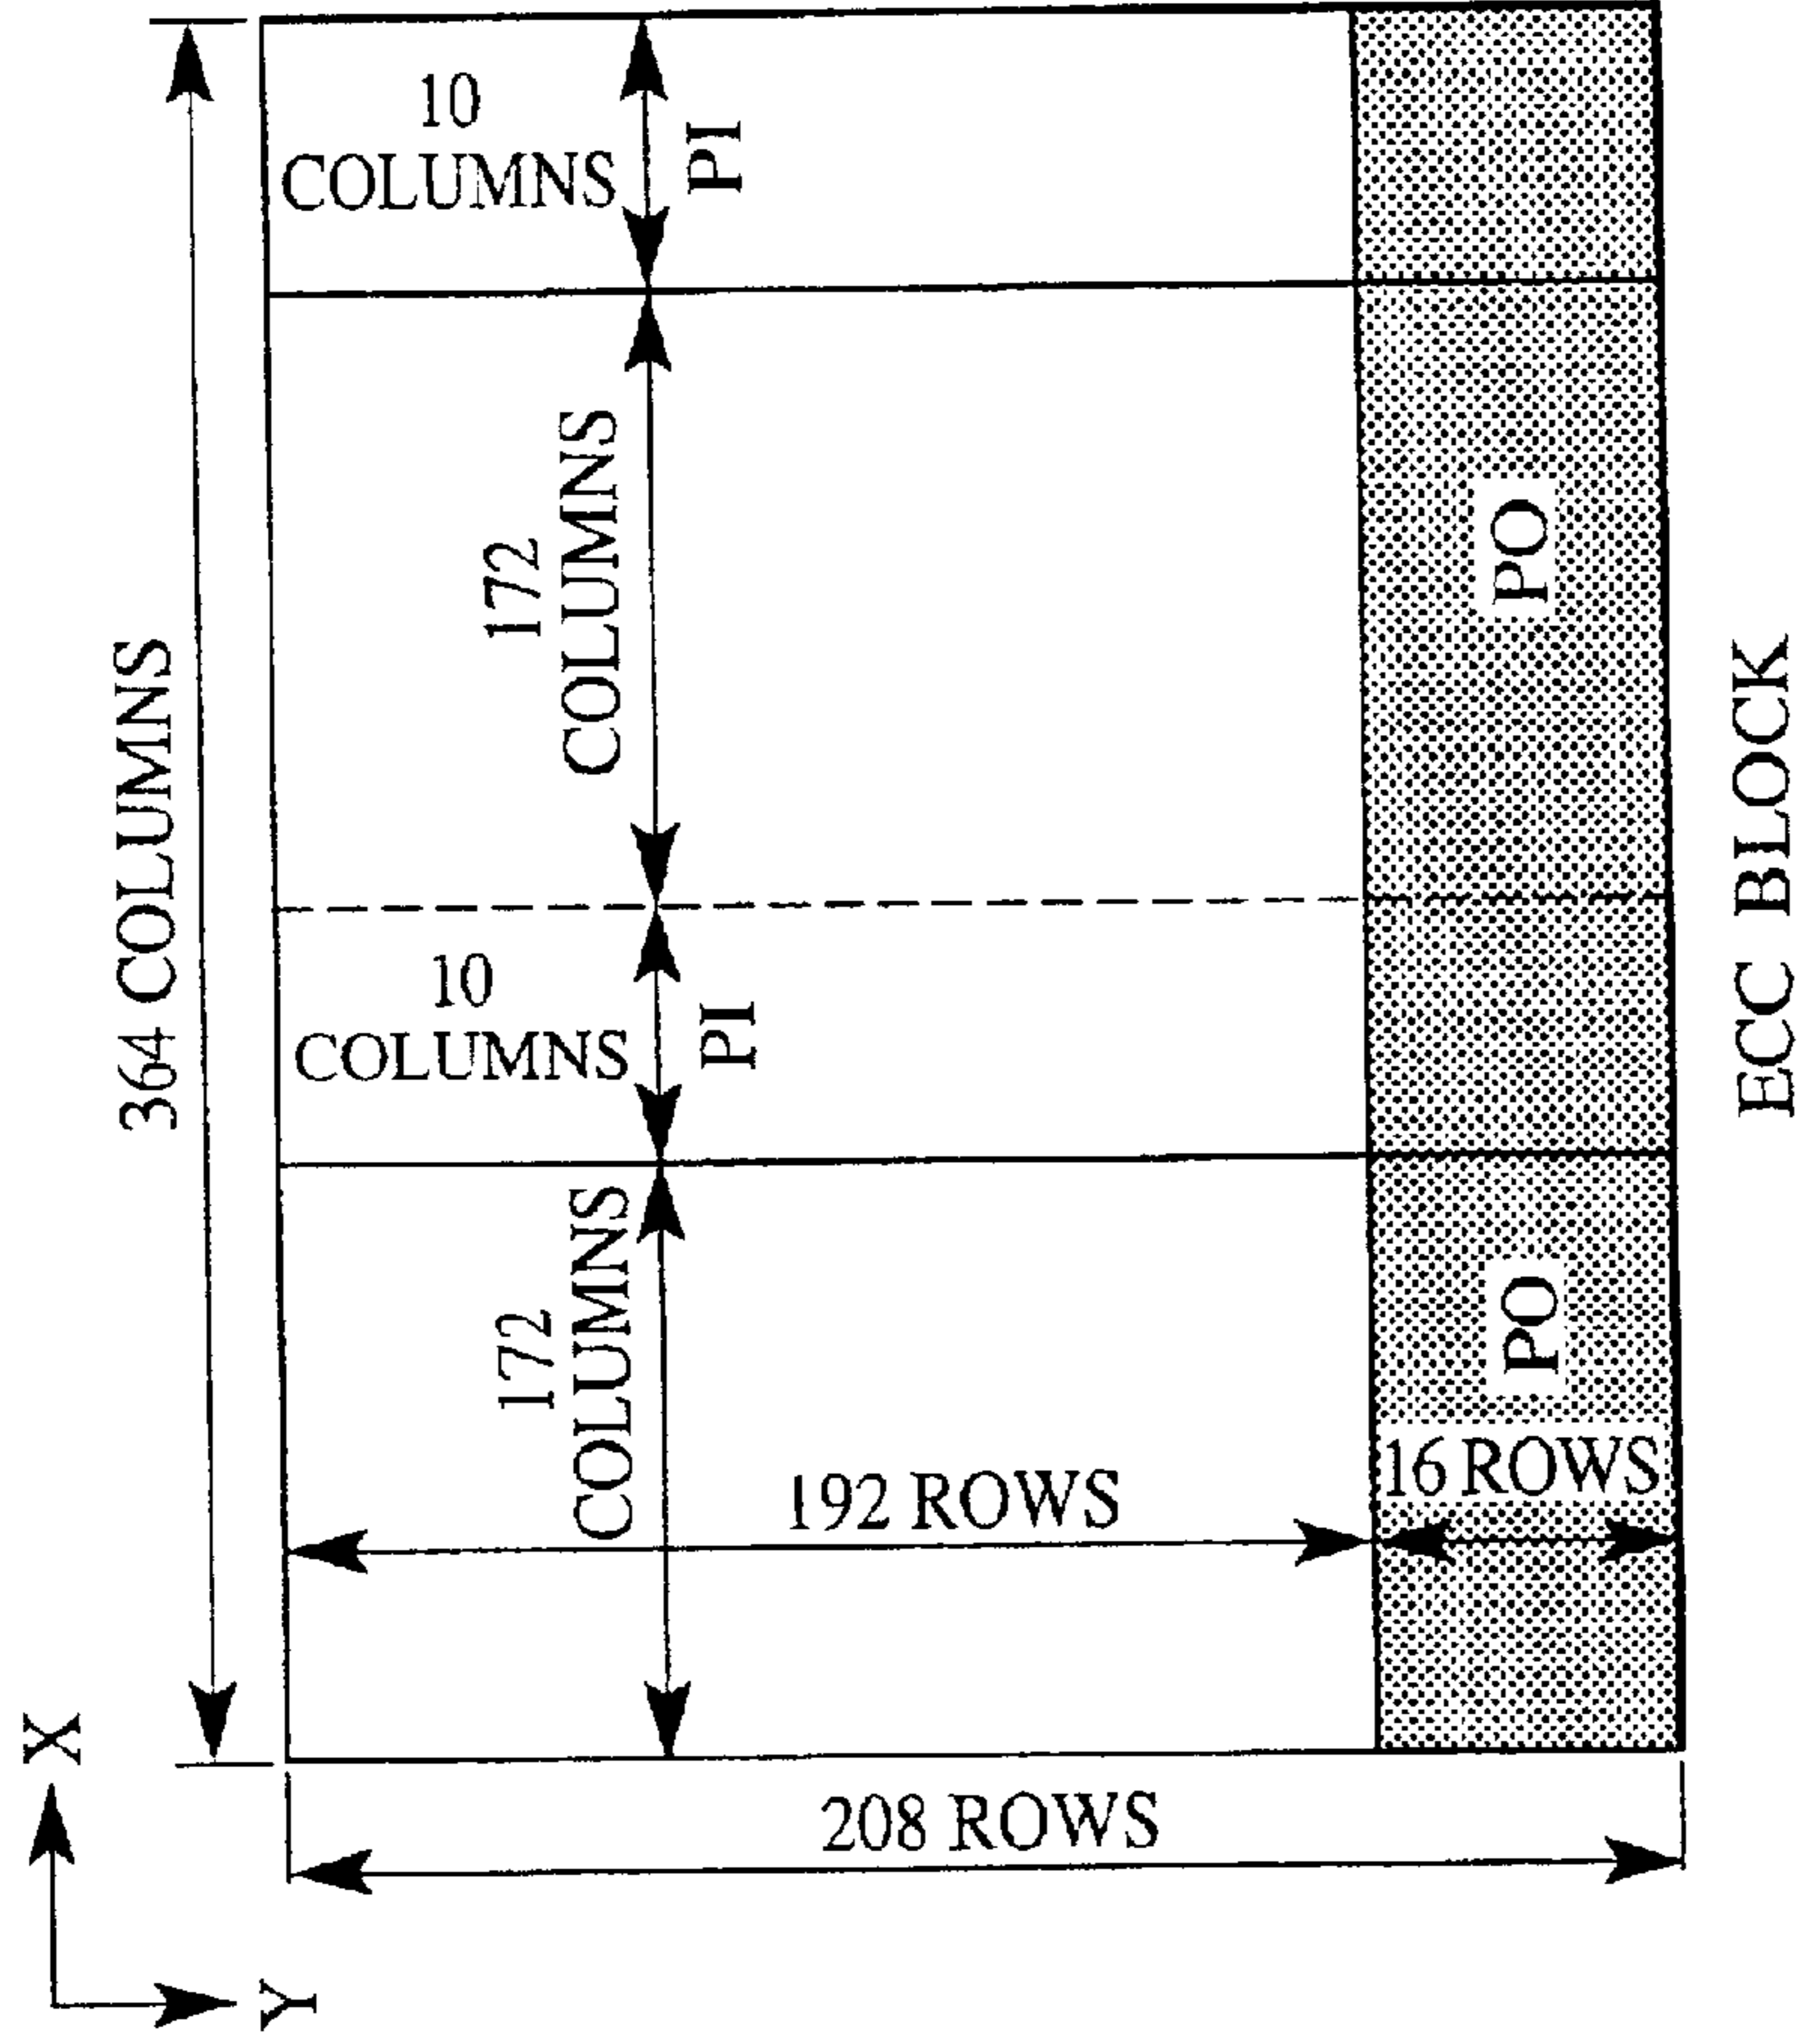 X
Y
364 COLUMNS
172
COLUMNS
10
COLUMNS
PI
172
COLUMNS
10
COLUMNS
PI
208 ROWS
192 ROWS
16 ROWS
PO
PO
ECC BLOCK